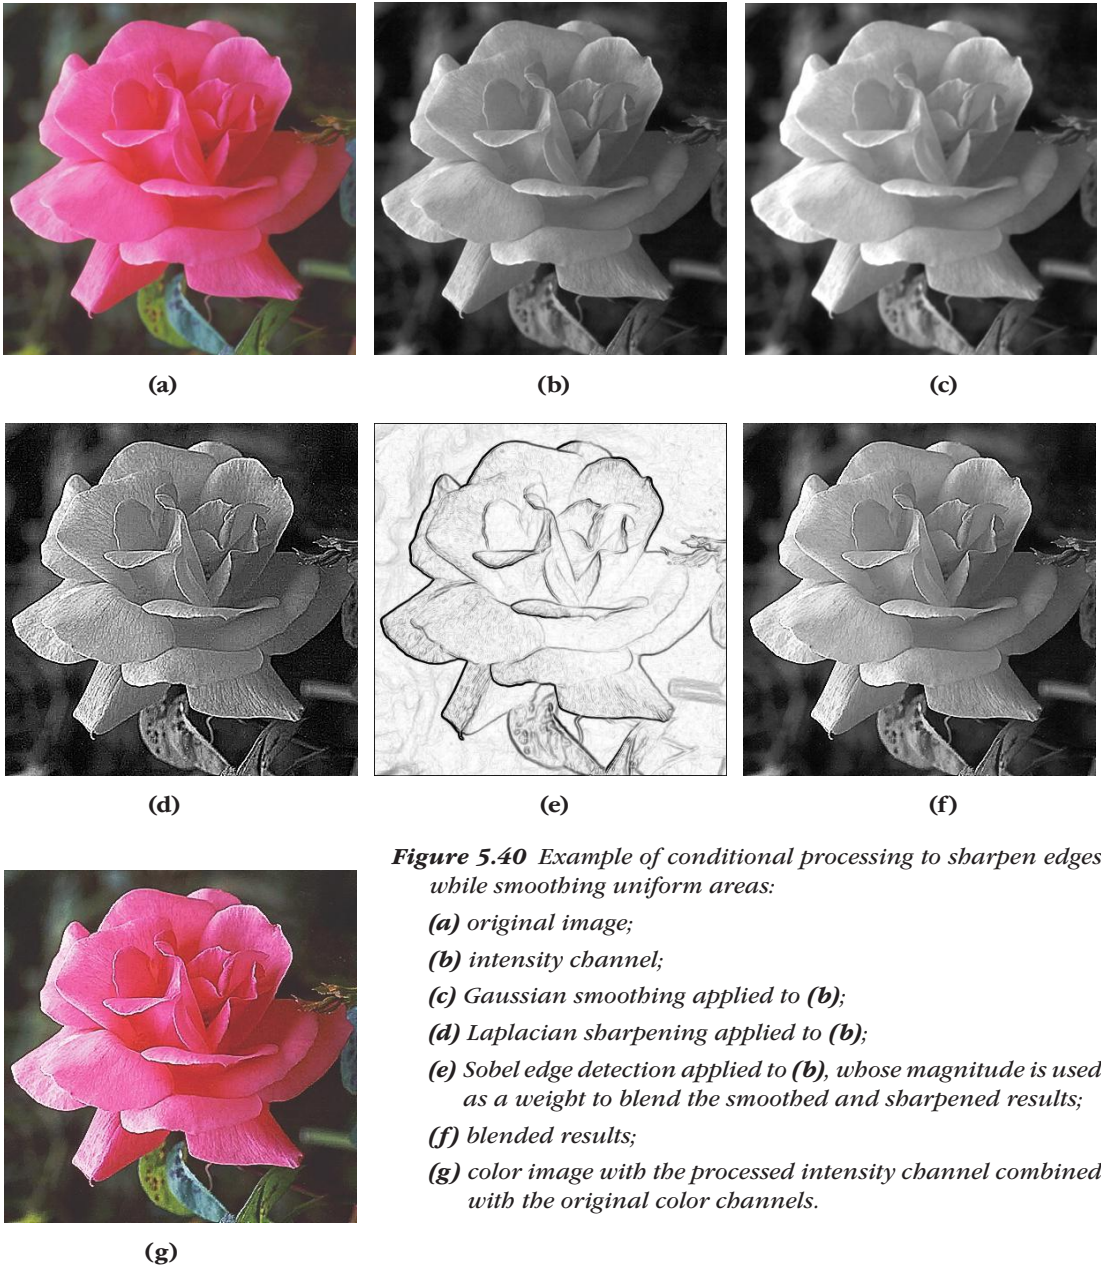 (a)
(b)
(c)
(d)
(e)
(f)
Figure 5.40 Example of conditional processing to sharpen edges
while smoothing uniform areas:
(a) original image;
(b) intensity channel;
(c) Gaussian smoothing applied to (b);
(d) Laplacian sharpening applied to (b);
(e) Sobel edge detection applied to (b), whose magnitude is used
as a weight to blend the smoothed and sharpened results;
(f) blended results;
(g) color image with the processed intensity channel combined
with the original color channels.
(g)